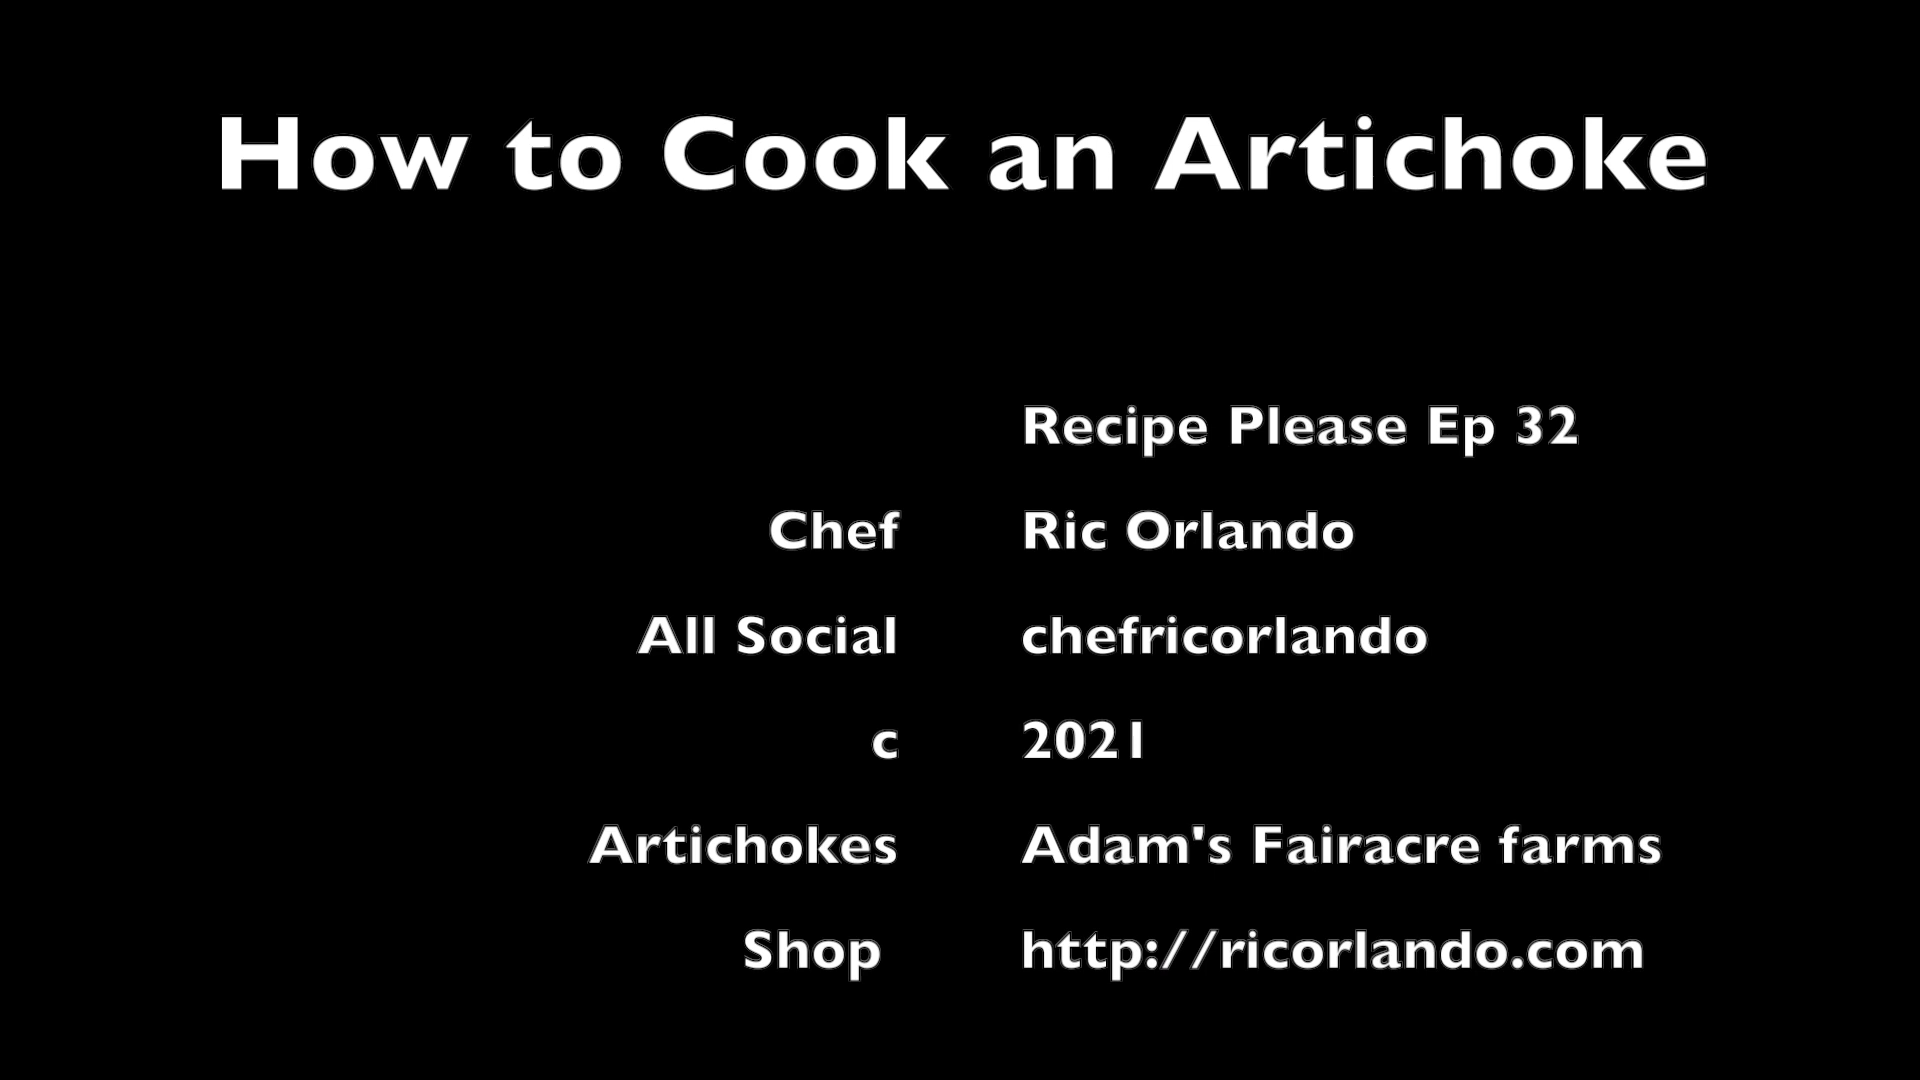 How to Cook an Artichoke
Recipe Please Ep 32
Chef Ric Orlando
All Social chefricorlando
c 2021
Artichokes Adam's Fairacre farms
Shop http://ricorlando.com